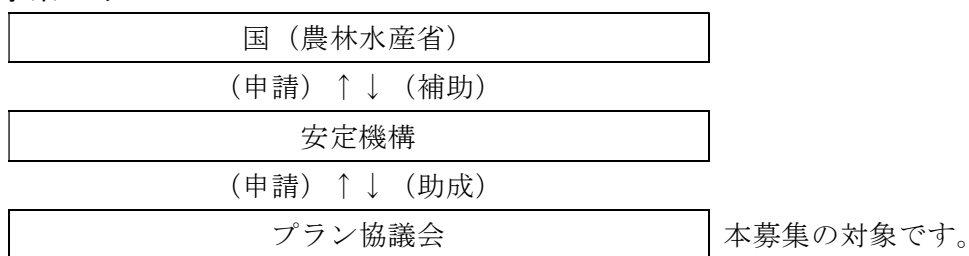 国（農林水産省）
（申請）↑↓（補助）
安定機構
（申請）↑↓（助成）
プラン協議会 本募集の対象です。